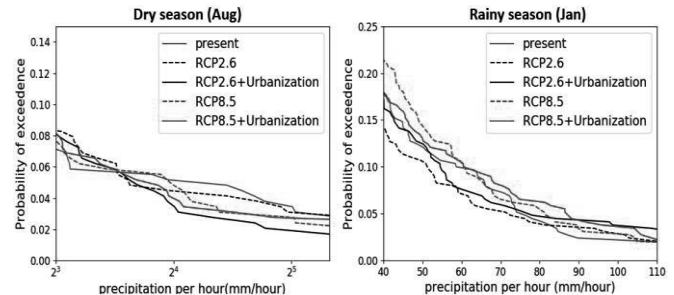 Dry season (Aug)
Probability of exceedence
0.14
0.12
0.10
0.08
0.06
0.04
0.02
0.00
present
RCP2.6
RCP2.6+Urbanization
RCP8.5
RCP8.5+Urbanization
2³ 2⁴ 2⁵
precipitation per hour(mm/hour)
Rainy season (Jan)
Probability of exceedence
0.25
0.20
0.15
0.10
0.05
0.00
present
RCP2.6
RCP2.6+Urbanization
RCP8.5
RCP8.5+Urbanization
40 50 60 70 80 90 100 110
precipitation per hour (mm/hour)